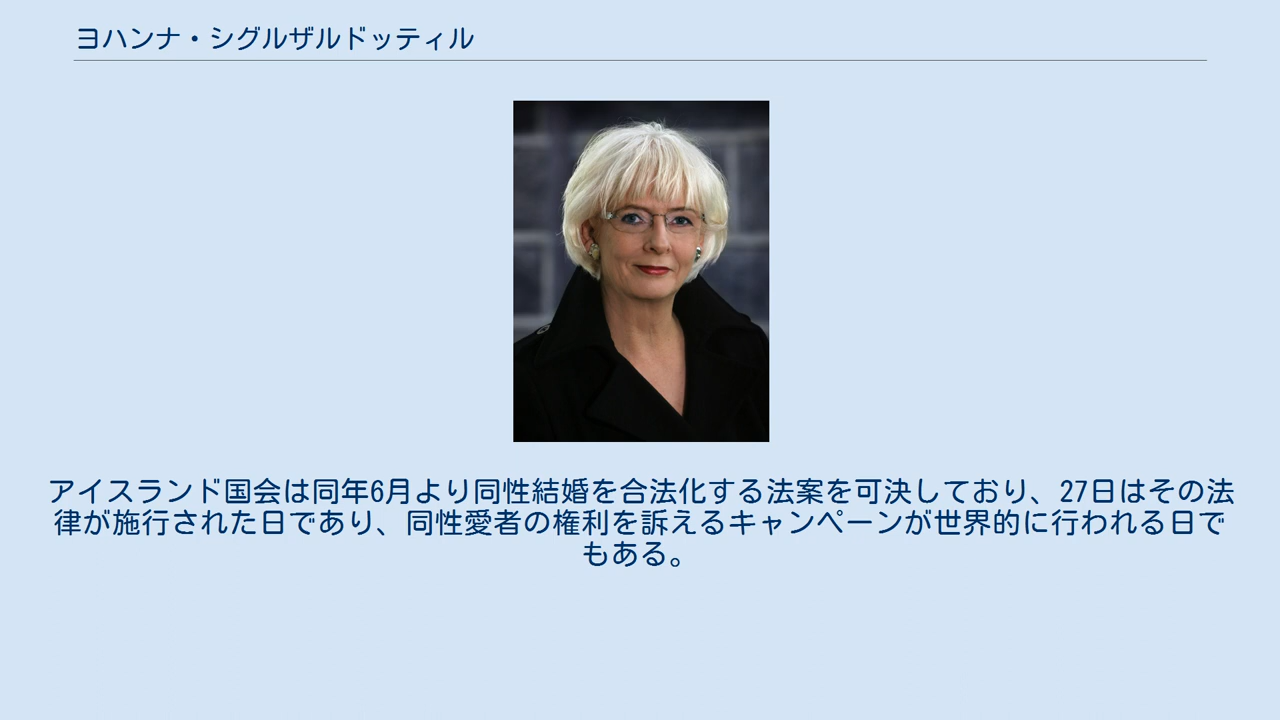 ヨハンナ・シグルザルドッティル
アイスランド国会は同年6月より同性結婚を合法化する法案を可決しており、27日はその法
律が施行された日であり、同性愛者の権利を訴えるキャンペーンが世界的に行われる日で
もある。